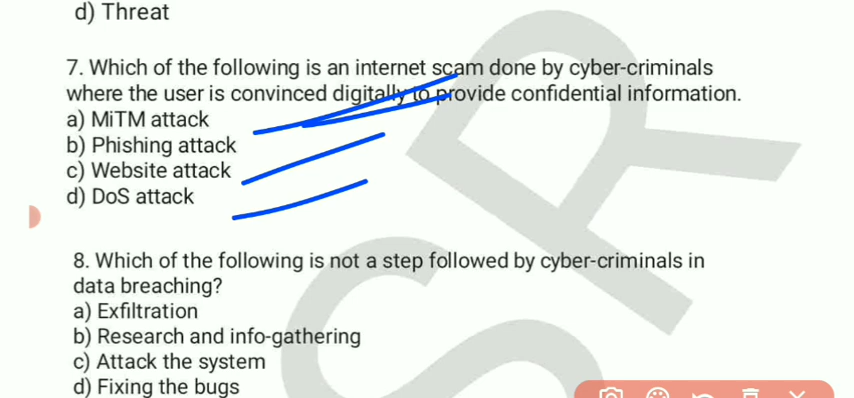 d) Threat
7. Which of the following is an internet scam done by cyber-criminals
where the user is convinced digitally to provide confidential information.
a) MiTM attack
b) Phishing attack
c) Website attack
d) DoS attack
8. Which of the following is not a step followed by cyber-criminals in
data breaching?
a) Exfiltration
b) Research and info-gathering
c) Attack the system
d) Fixing the bugs
SR